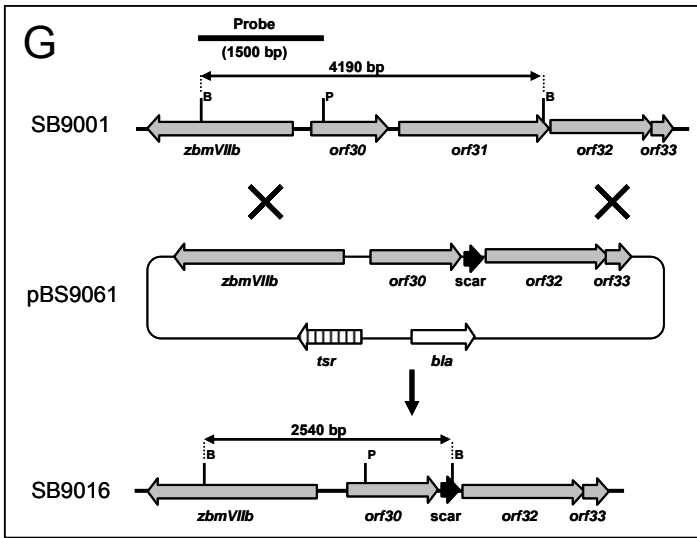 G
Probe
(1500 bp)
4190 bp
B P B
SB9001
zbmVIIb orf30 orf31 orf32 orf33
pBS9061
zbmVIIb orf30 scar orf32 orf33
tsr bla
2540 bp
B P B
SB9016
zbmVIIb orf30 scar orf32 orf33